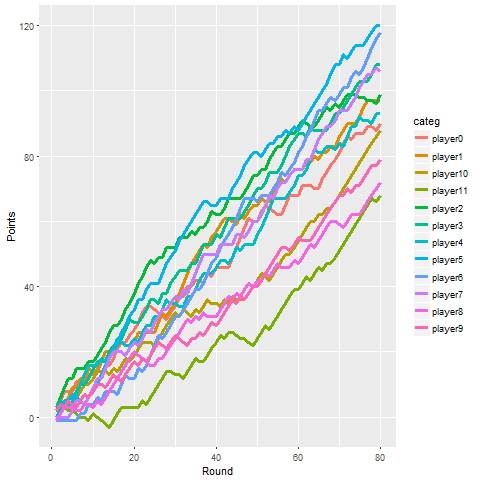 120
80
40
0
Points
0
20
40
60
80
Round
categ
player0
player1
player10
player11
player2
player3
player4
player5
player6
player7
player8
player9